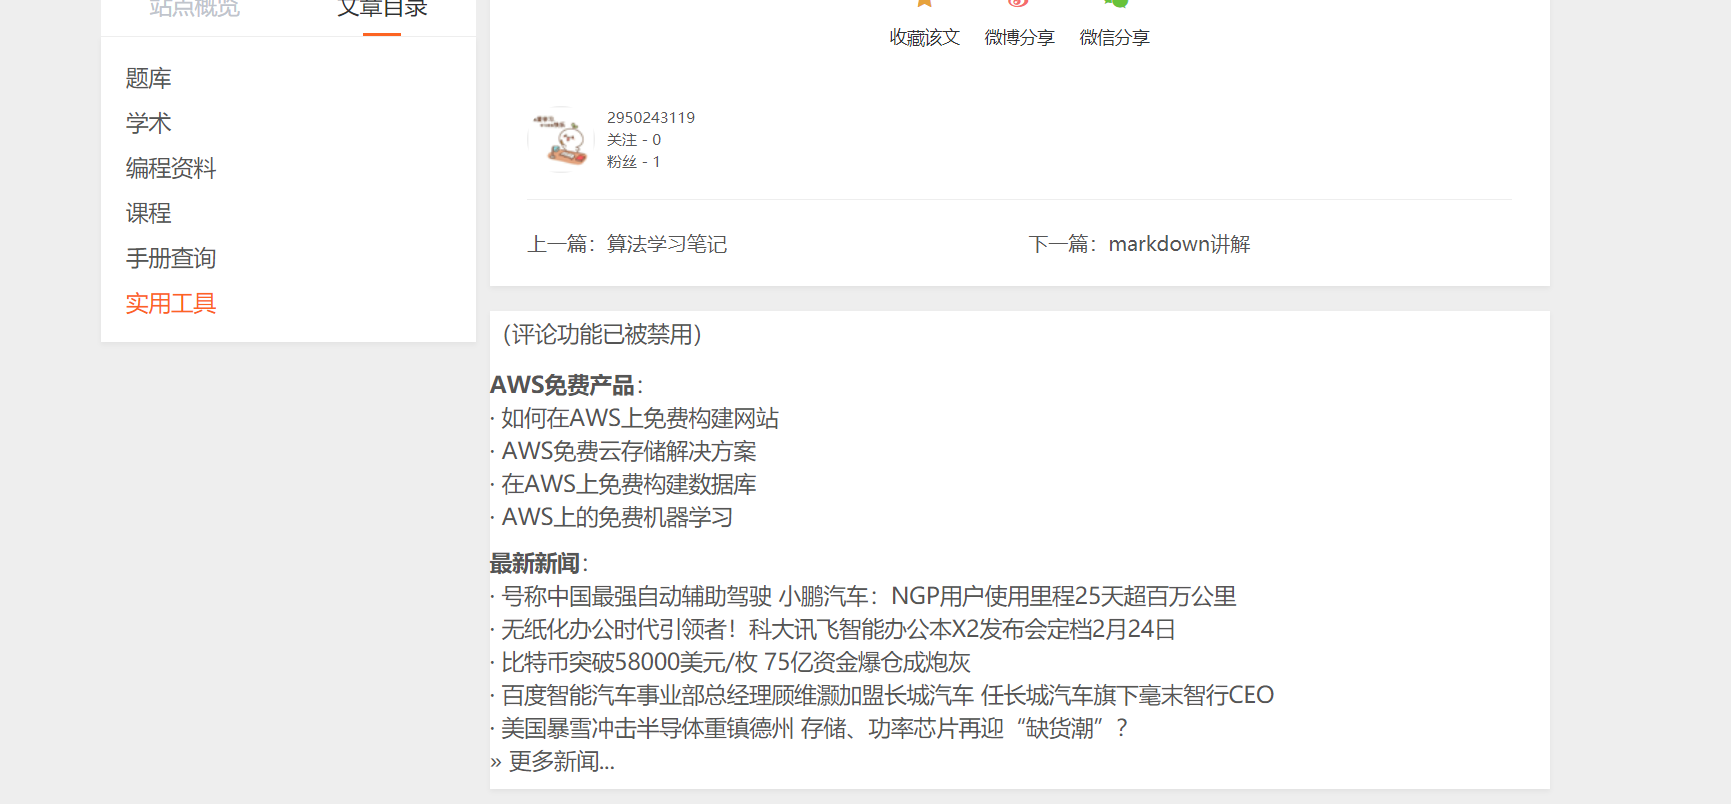 站点概览
文章目录
题库
学术
编程资料
课程
手册查询
实用工具
收藏该文
微博分享
微信分享
2950243119
关注 - 0
粉丝 - 1
上一篇：算法学习笔记
下一篇：markdown讲解
（评论功能已被禁用）
AWS免费产品：
· 如何在AWS上免费构建网站
· AWS免费云存储解决方案
· 在AWS上免费构建数据库
· AWS上的免费机器学习
最新新闻：
· 号称中国最强自动辅助驾驶 小鹏汽车：NGP用户使用里程25天超百万公里
· 无纸化办公时代引领者！科大讯飞智能办公本X2发布会定档2月24日
· 比特币突破58000美元/枚 75亿资金爆仓成炮灰
· 百度智能汽车事业部总经理顾维灏加盟长城汽车 任长城汽车旗下毫末智行CEO
· 美国暴雪冲击半导体重镇德州 存储、功率芯片再迎“缺货潮”？
» 更多新闻...